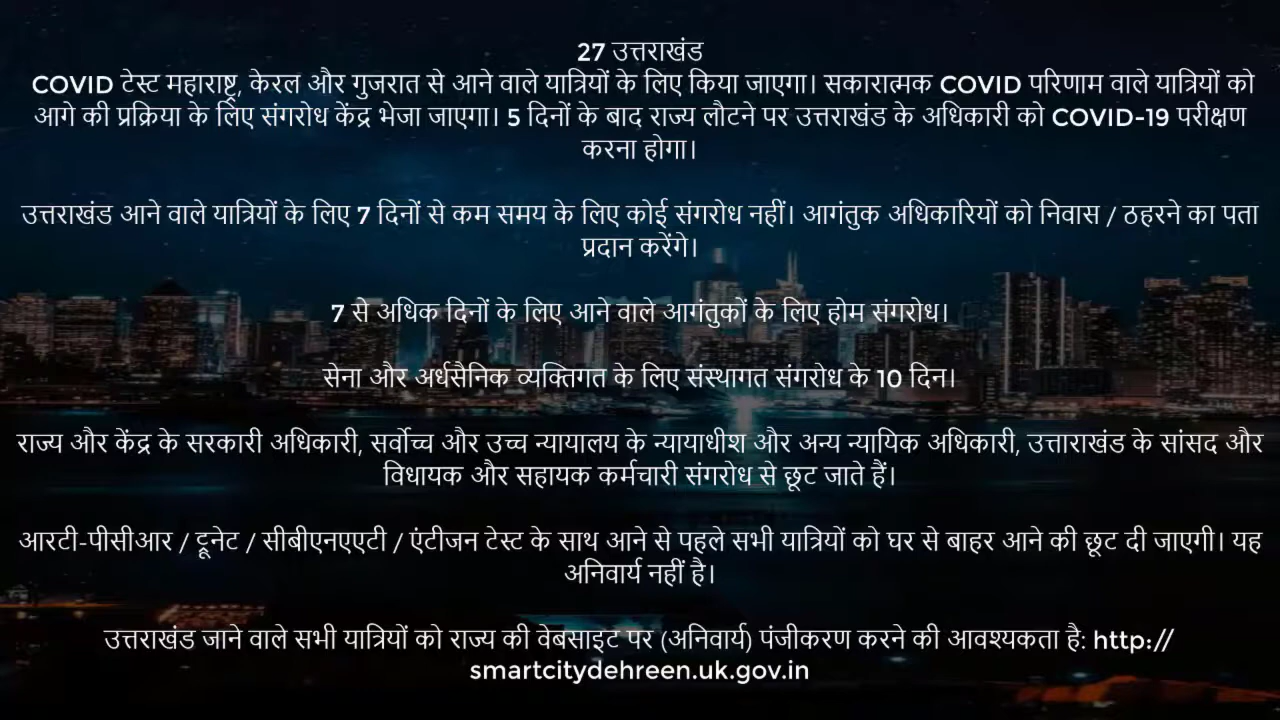 27 उत्तराखंड
COVID टेस्ट महाराष्ट्र, केरल और गुजरात से आने वाले यात्रियों के लिए किया जाएगा। सकारात्मक COVID परिणाम वाले यात्रियों को
आगे की प्रक्रिया के लिए संगरोध केंद्र भेजा जाएगा। 5 दिनों के बाद राज्य लौटने पर उत्तराखंड के अधिकारी को COVID-19 परीक्षण
करना होगा।
उत्तराखंड आने वाले यात्रियों के लिए 7 दिनों से कम समय के लिए कोई संगरोध नहीं। आगंतुक अधिकारियों को निवास / ठहरने का पता
प्रदान करेंगे।
7 से अधिक दिनों के लिए आने वाले आगंतुकों के लिए होम संगरोध।
सेना और अर्धसैनिक व्यक्तिगत के लिए संस्थागत संगरोध के 10 दिन।
राज्य और केंद्र के सरकारी अधिकारी, सर्वोच्च और उच्च न्यायालय के न्यायाधीश और अन्य न्यायिक अधिकारी, उत्ताराखंड के सांसद और
विधायक और सहायक कर्मचारी संगरोध से छूट जाते हैं।
आरटी-पीसीआर / ट्रूनेट / सीबीएनएएटी / एंटीजन टेस्ट के साथ आने से पहले सभी यात्रियों को घर से बाहर आने की छूट दी जाएगी। यह
अनिवार्य नहीं है।
उत्तराखंड जाने वाले सभी यात्रियों को राज्य की वेबसाइट पर (अनिवार्य) पंजीकरण करने की आवश्यकता है: http://
smartcitydehreen.uk.gov.in